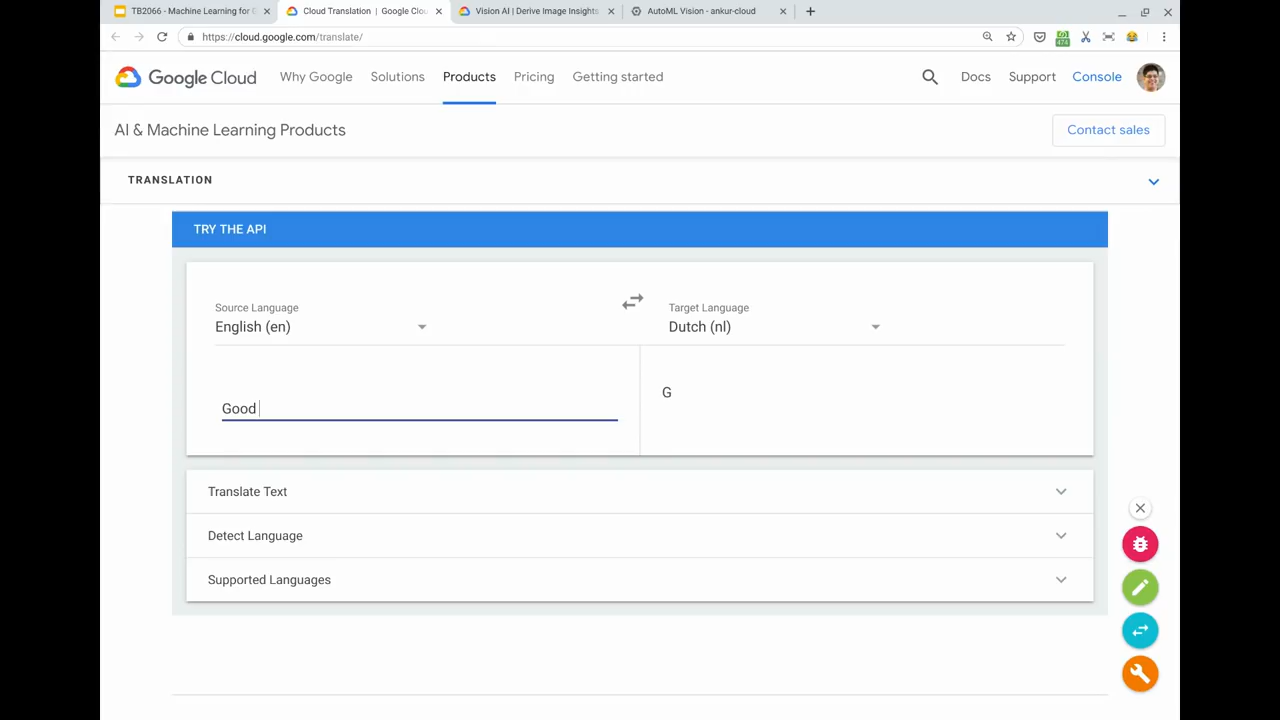 TB2066 - Machine Learning for
Cloud Translation | Google Clou
Vision AI | Derive Image Insights
AutoML Vision - ankur-cloud
https://cloud.google.com/translate/
474
Google Cloud
Why Google
Solutions
Products
Pricing
Getting started
Docs
Support
Console
AI & Machine Learning Products
Contact sales
TRANSLATION
TRY THE API
Source Language
Target Language
English (en)
Dutch (nl)
Good
G
Translate Text
Detect Language
Supported Languages